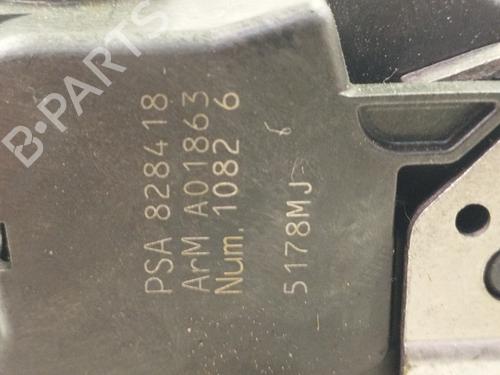 PSA 828418
ArM A01863
Num. 1082 6
5178MJ-
B-PARTS